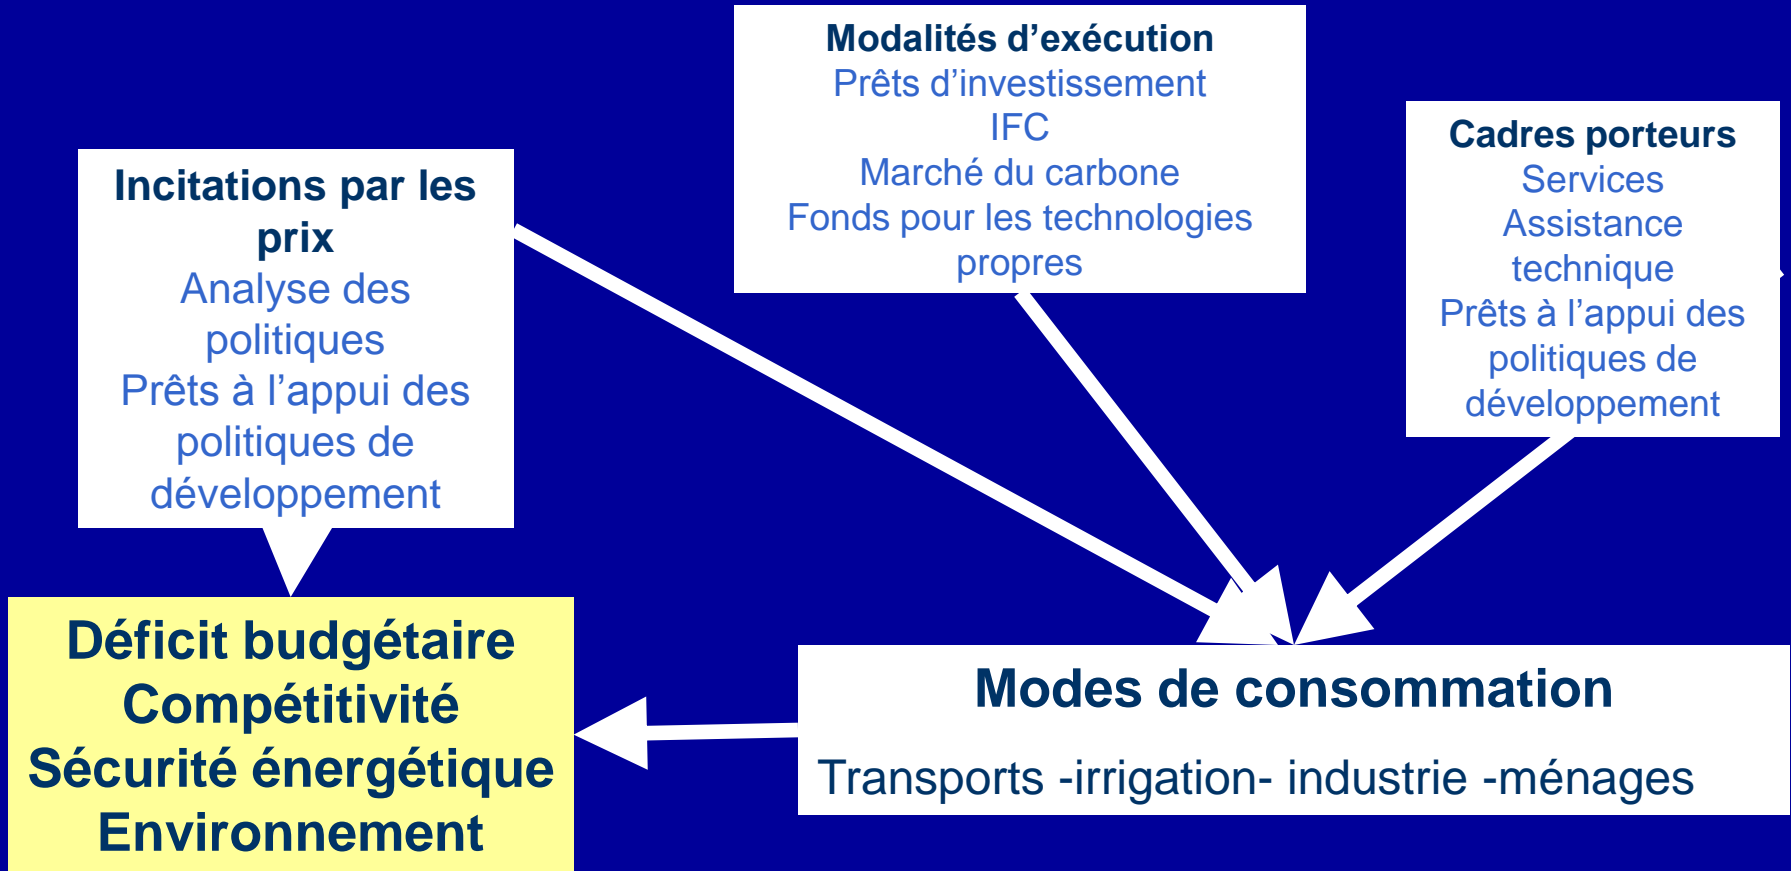 Modalités d’exécution
Prêts d’investissement
IFC
Marché du carbone
Fonds pour les technologies
propres
Cadres porteurs
Services
Assistance
technique
Prêts à l’appui des
politiques de
développement
Incitations par les
prix
Analyse des
politiques
Prêts à l’appui des
politiques de
développement
Déficit budgétaire
Compétitivité
Sécurité énergétique
Environnement
Modes de consommation
Transports -irrigation- industrie -ménages